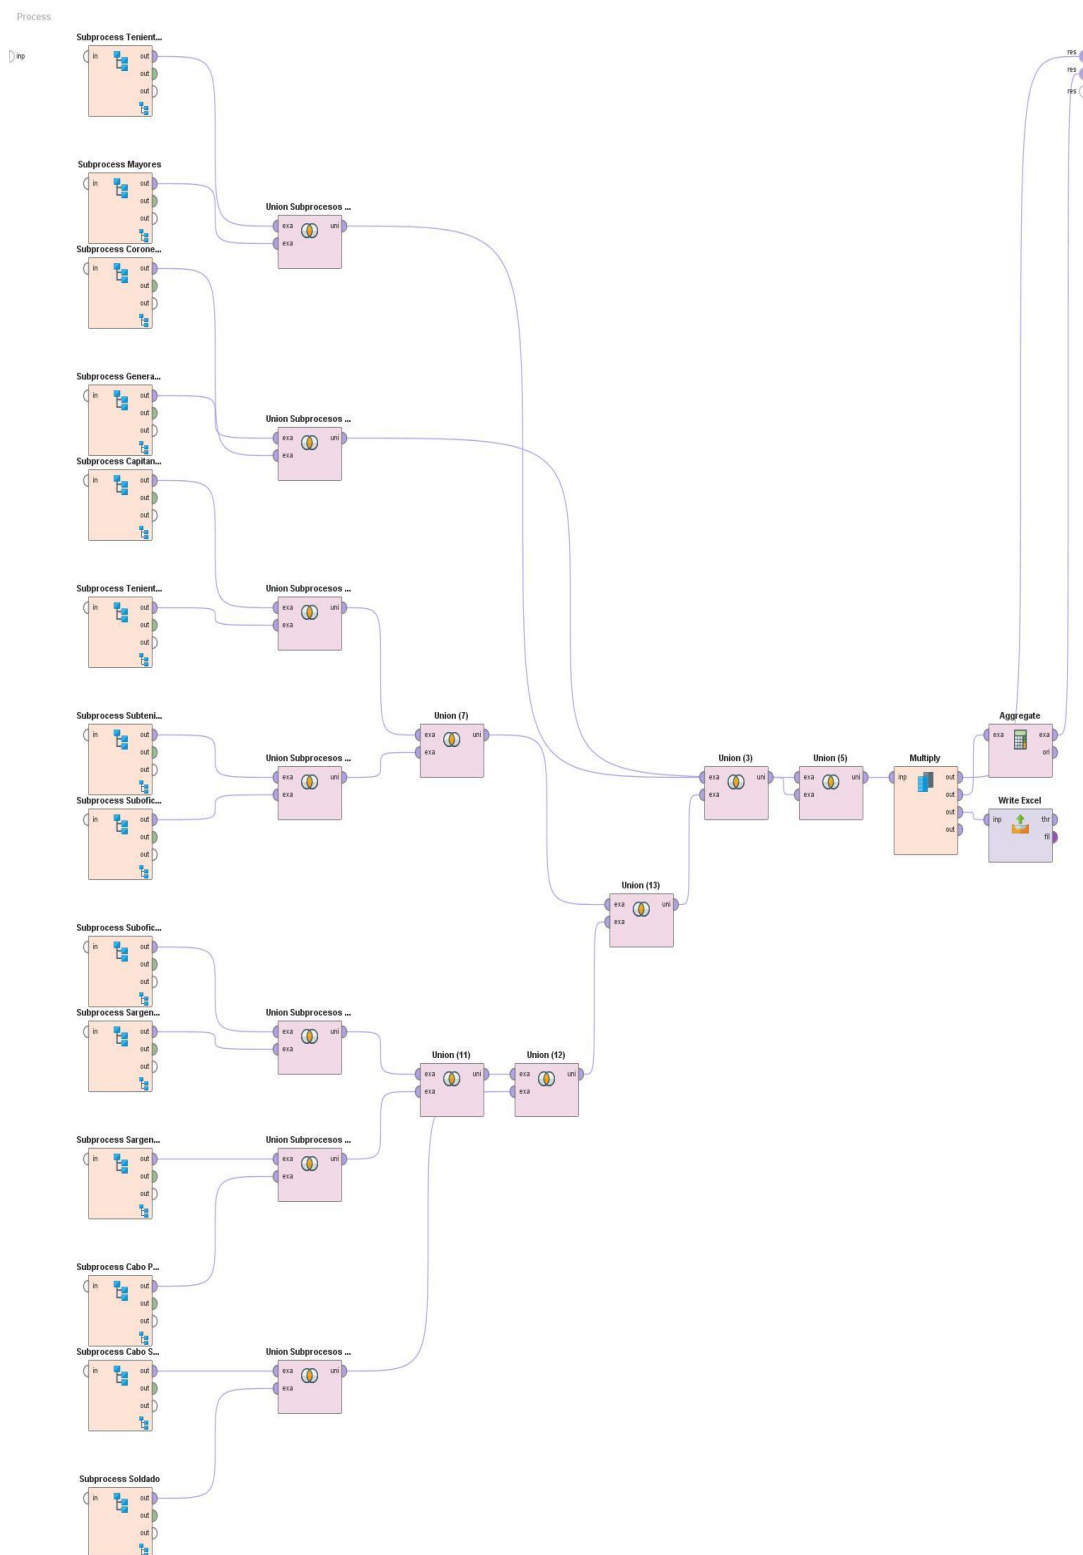 Process
inp
res
res
res
Subprocess Tenient...
in out
out
out
Subprocess Mayores
in out
out
out
Union Subprocesos ...
exa uni
exa
Subprocess Corone...
in out
out
out
Subprocess Genera...
in out
out
out
Union Subprocesos ...
exa uni
exa
Subprocess Capitan...
in out
out
out
Subprocess Tenient...
in out
out
out
Union Subprocesos ...
exa uni
exa
Subprocess Subteni...
in out
out
out
Union (7)
exa uni
exa
Union Subprocesos ...
exa uni
exa
Subprocess Subofic...
in out
out
out
Union (3)
exa uni
exa
Union (5)
exa uni
exa
Multiply
inp out
out
out
out
Aggregate
exa exa
ori
Write Excel
inp thr
fil
Union (13)
exa uni
exa
Subprocess Subofic...
in out
out
out
Subprocess Sargen...
in out
out
out
Union Subprocesos ...
exa uni
exa
Union (11)
exa uni
exa
Union (12)
exa uni
exa
Subprocess Sargen...
in out
out
out
Union Subprocesos ...
exa uni
exa
Subprocess Cabo P...
in out
out
out
Subprocess Cabo S...
in out
out
out
Union Subprocesos ...
exa uni
exa
Subprocess Soldado
in out
out
out